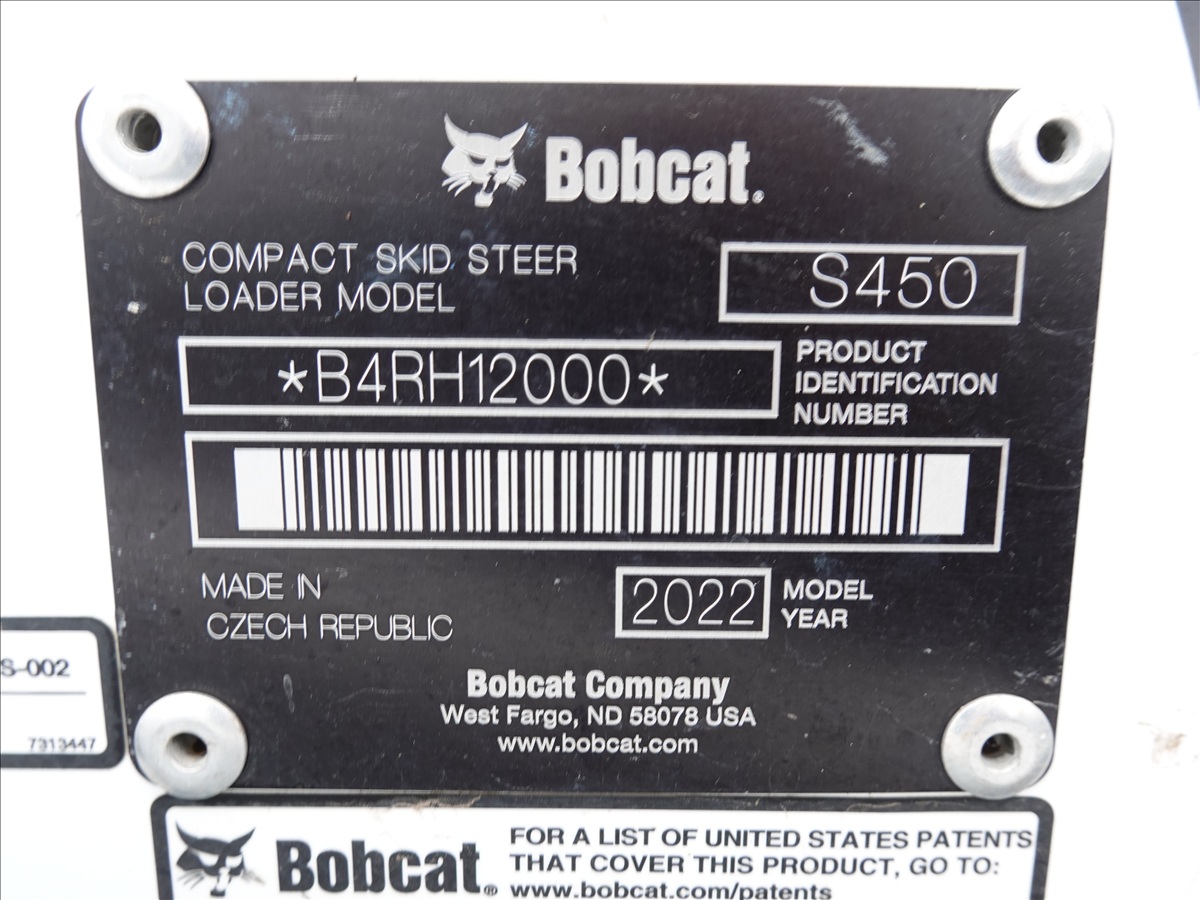 Bobcat.
COMPACT SKID STEER
LOADER MODEL
S450
*B4RH12000*
PRODUCT
IDENTIFICATION
NUMBER
MADE IN
CZECH REPUBLIC
2022
MODEL
YEAR
Bobcat Company
West Fargo, ND 58078 USA
www.bobcat.com
S-002
7313447
Bobcat.
FOR A LIST OF UNITED STATES PATENTS
THAT COVER THIS PRODUCT, GO TO:
www.bobcat.com/patents